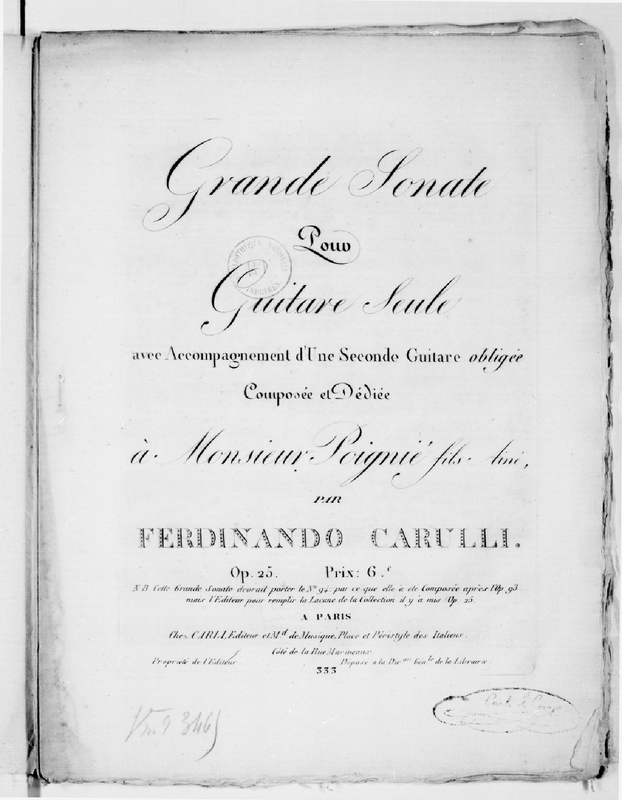 Grande Sonate
Pour
Guitare Seule
avec Accompagnement d'Une Seconde Guitare obligée
Composée et Dédiée
à Monsieur Poignié fils
PAR
FERDINANDO CARULLI.
Op. 25. Prix: 6.f
N.B. Cette Grande Sonate devrait porter le No. 94. par ce que elle à été Composée après l'Op. 93.
mais l'Editeur pour remplir la Lacune de la Collection il y à mis Op. 25.
A PARIS
Chez CARLI, Editeur et Md. de Musique, Place et Péristyle des Italiens.
Côté de la Rue Marivaux.
Propriété de l'Editeur Déposé a la Dir.on Gén.le de la Librairie
333